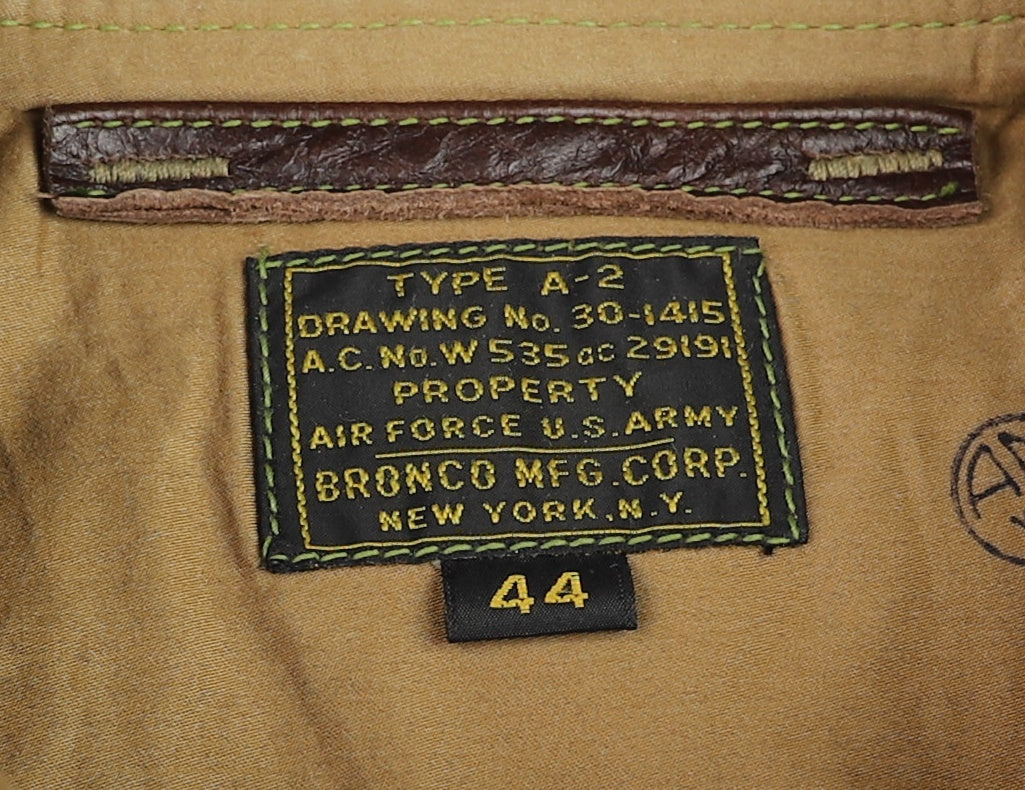 TYPE A-2
DRAWING No. 30-1415
A.C. No. W 535 ac 29191
PROPERTY
AIR FORCE U.S. ARMY
BRONCO MFG. CORP.
NEW YORK, N.Y.
44